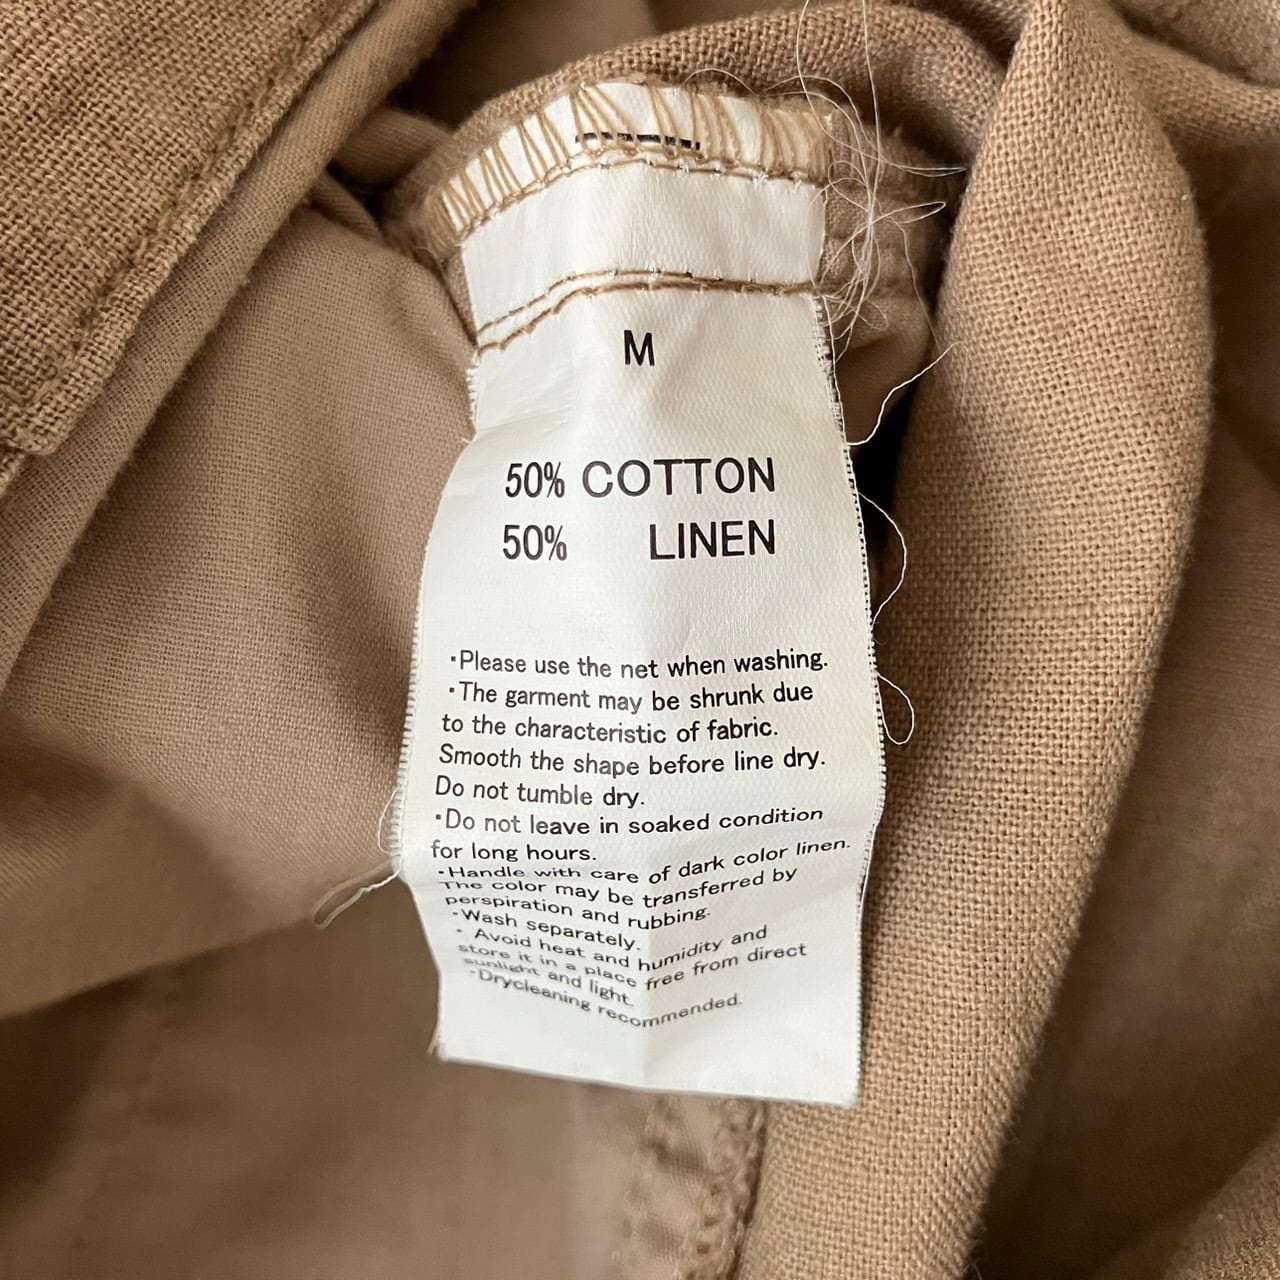 M
50% COTTON
50% LINEN
・Please use the net when washing.
・The garment may be shrunk due
to the characteristic of fabric.
Smooth the shape before line dry.
Do not tumble dry.
・Do not leave in soaked condition
for long hours.
・Handle with care of dark color linen.
The color may be transferred by
perspiration and rubbing.
・Wash separately.
・ Avoid heat and humidity and
store it in a place free from direct
sunlight and light.
・Drycleaning recommended.